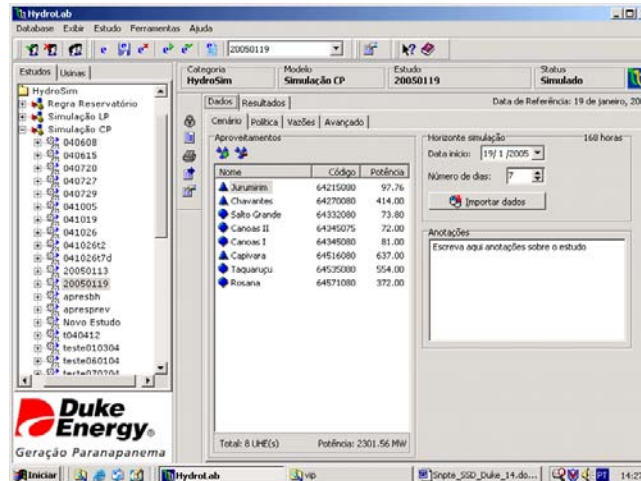 HydroLab
Database Exibir Estudo Ferramentas Ajuda
20050119
Estudos Usinas
HydroSim
Regra Reservatório
Simulação LP
Simulação CP
040608
040615
040720
040727
040729
041005
041019
041026
041026t2
041026t7d
20050113
20050119
apresbh
apresprev
Novo Estudo
t040412
teste010304
teste060104
teste070204
Duke
Energy®
Geração Paranapanema
Categoria Modelo Estudo Status
HydroSim Simulação CP 20050119 Simulado
Dados Resultados Data de Referência: 19 de janeiro, 20
Cenário Política Vazões Avançado
Aproveitamentos
Nome Código Potência
Jurumirim 64215080 97.76
Chavantes 64270080 414.00
Salto Grande 64332080 73.80
Canoas II 64345075 72.00
Canoas I 64345080 81.00
Capivara 64516080 637.00
Taquaruçu 64535080 554.00
Rosana 64571080 372.00
Total: 8 UHE(s) Potência: 2301.56 MW
Horizonte simulação 168 horas
Data início: 19/ 1 /2005
Número de dias: 7
Importar dados
Anotações
Escreva aqui anotações sobre o estudo
Iniciar HydroLab vip Snpte_SSD_Duke_14.do... PT 14:27